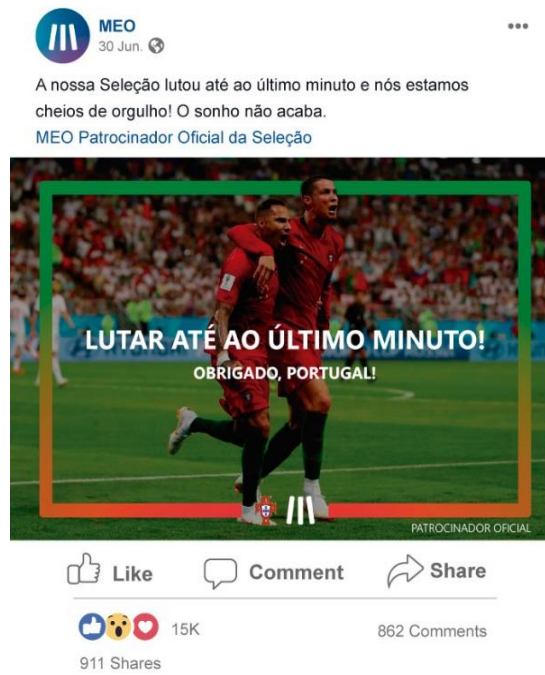 MEO
30 Jun.
A nossa Seleção lutou até ao último minuto e nós estamos
cheios de orgulho! O sonho não acaba.
MEO Patrocinador Oficial da Seleção
LUTAR ATÉ AO ÚLTIMO MINUTO!
OBRIGADO, PORTUGAL!
PATROCINADOR OFICIAL
Like Comment Share
15K 862 Comments
911 Shares